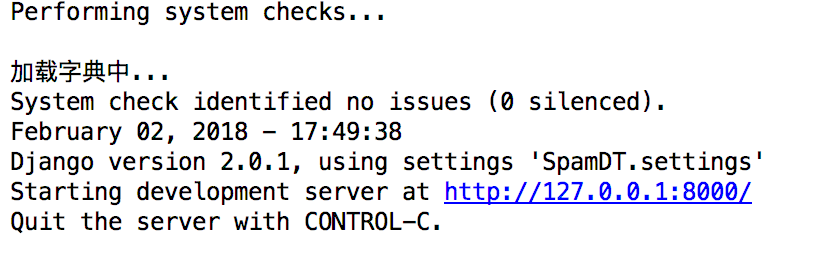 Performing system checks...
加载字典中...
System check identified no issues (0 silenced).
February 02, 2018 - 17:49:38
Django version 2.0.1, using settings 'SpamDT.settings'
Starting development server at http://127.0.0.1:8000/
Quit the server with CONTROL-C.